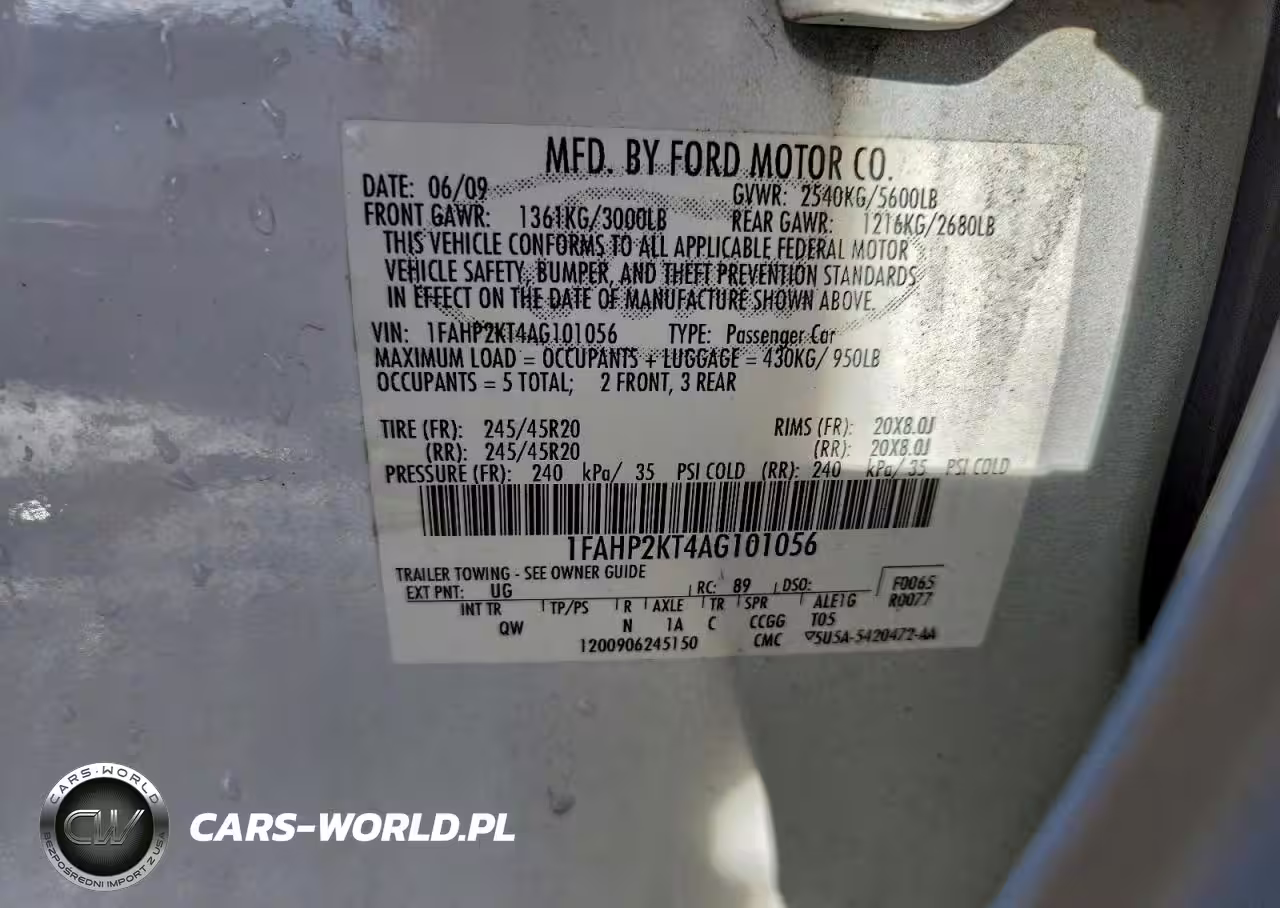 MFD. BY FORD MOTOR CO.
DATE: 06/09 GVWR: 2540KG/5600LB
FRONT GAWR: 1361KG/3000LB REAR GAWR: 1216KG/2680LB
THIS VEHICLE CONFORMS TO ALL APPLICABLE FEDERAL MOTOR
VEHICLE SAFETY, BUMPER, AND THEFT PREVENTION STANDARDS
IN EFFECT ON THE DATE OF MANUFACTURE SHOWN ABOVE.
VIN: 1FAHP2KT4AG101056 TYPE: Passenger Car
MAXIMUM LOAD = OCCUPANTS + LUGGAGE = 430KG/ 950LB
OCCUPANTS = 5 TOTAL; 2 FRONT, 3 REAR
TIRE (FR): 245/45R20 RIMS (FR): 20X8.0J
(RR): 245/45R20 (RR): 20X8.0J
PRESSURE (FR): 240 kPa/ 35 PSI COLD (RR): 240 kPa/ 35 PSI COLD
1FAHP2KT4AG101056
TRAILER TOWING - SEE OWNER GUIDE
EXT PNT: UG RC: 89 DSO: F0065
INT TR TP/PS R AXLE TR SPR ALE1G R0077
QW N 1A C CCGG T05
1200906245150 CMC 5U5A-5420472-AA
CARS-WORLD
CW
BEZPOŚREDNI IMPORT Z USA
CARS-WORLD.PL